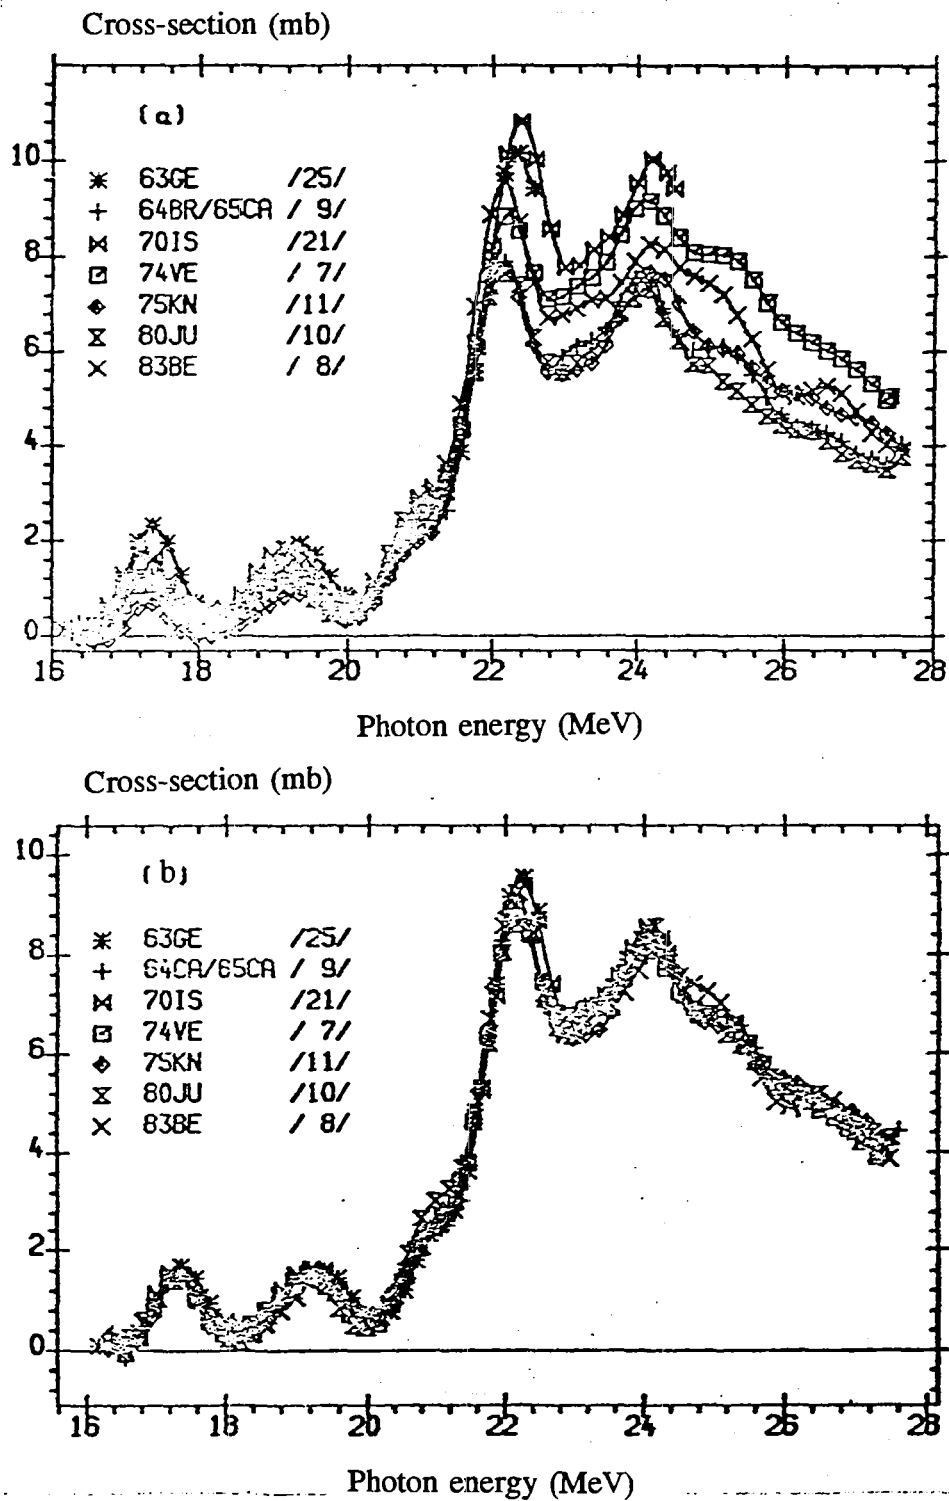 Cross-section (mb)
(a)
63GE /25/
64BR/65CA / 9/
70IS /21/
74VE / 7/
75KN /11/
80JU /10/
83BE / 8/
10
8
6
4
2
0
16 18 20 22 24 26 28
Photon energy (MeV)
Cross-section (mb)
(b)
63GE /25/
64CA/65CA / 9/
70IS /21/
74VE / 7/
75KN /11/
80JU /10/
83BE / 8/
10
8
6
4
2
0
16 18 20 22 24 26 28
Photon energy (MeV)